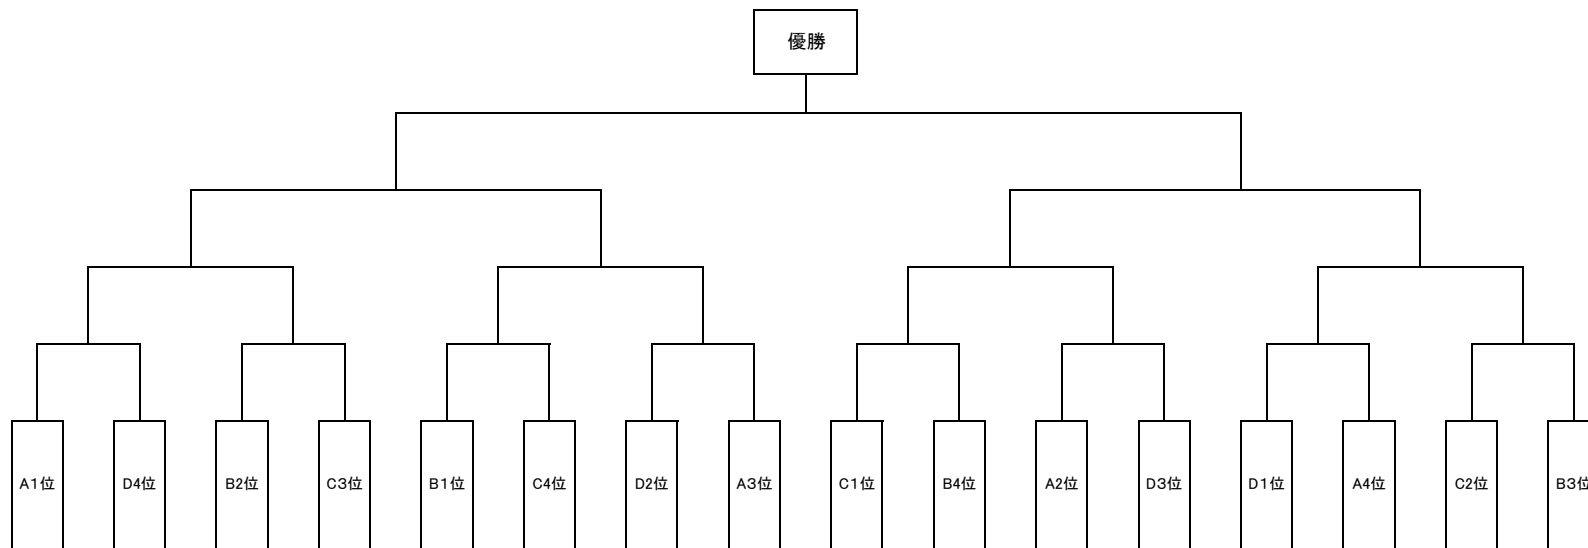 優勝
A1位
D4位
B2位
C3位
B1位
C4位
D2位
A3位
C1位
B4位
A2位
D3位
D1位
A4位
C2位
B3位